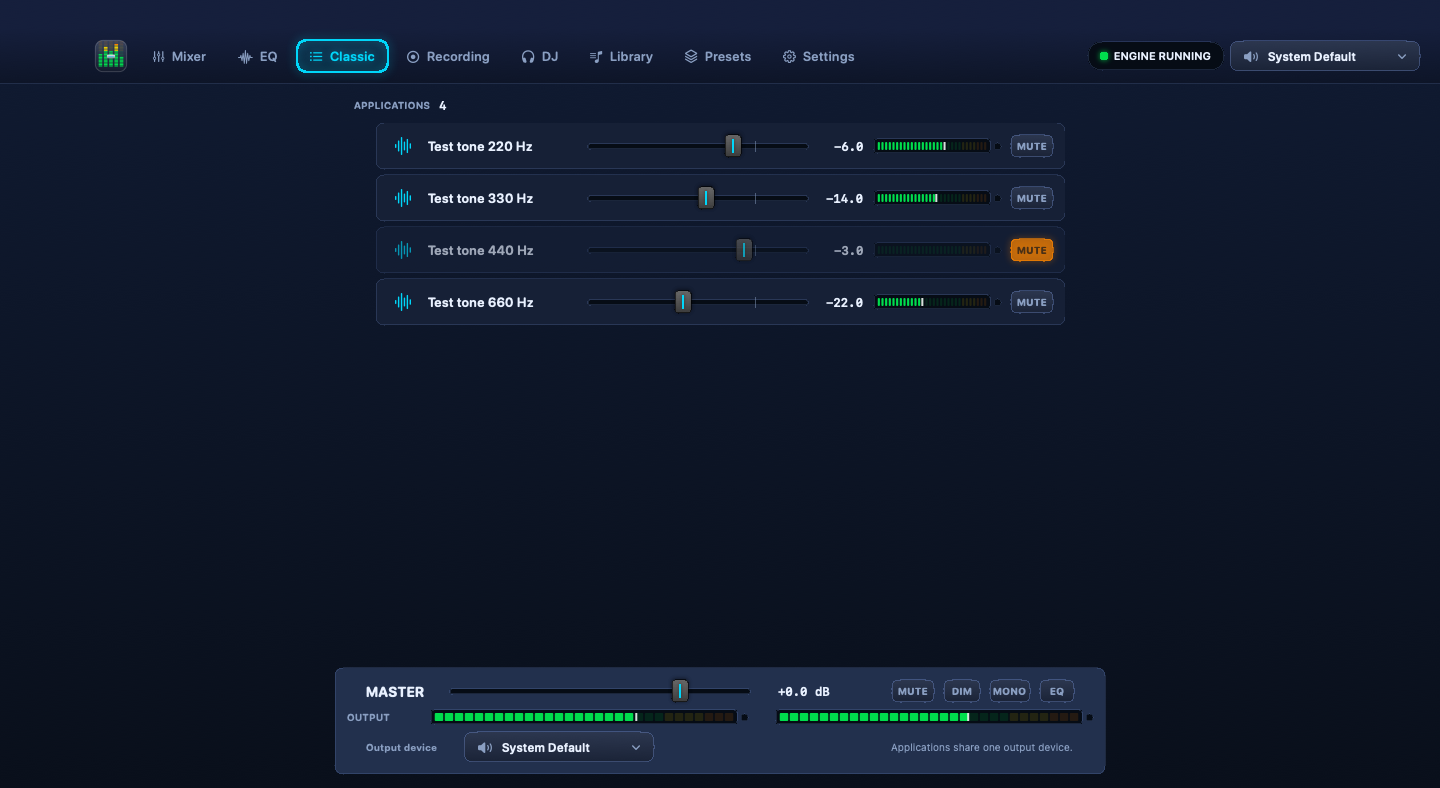 Mixer EQ Classic Recording DJ Library Presets Settings ENGINE RUNNING System Default
APPLICATIONS 4
Test tone 220 Hz -6.0 MUTE
Test tone 330 Hz -14.0 MUTE
Test tone 440 Hz -3.0 MUTE
Test tone 660 Hz -22.0 MUTE
MASTER +0.0 dB MUTE DIM MONO EQ
OUTPUT
Output device System Default Applications share one output device.